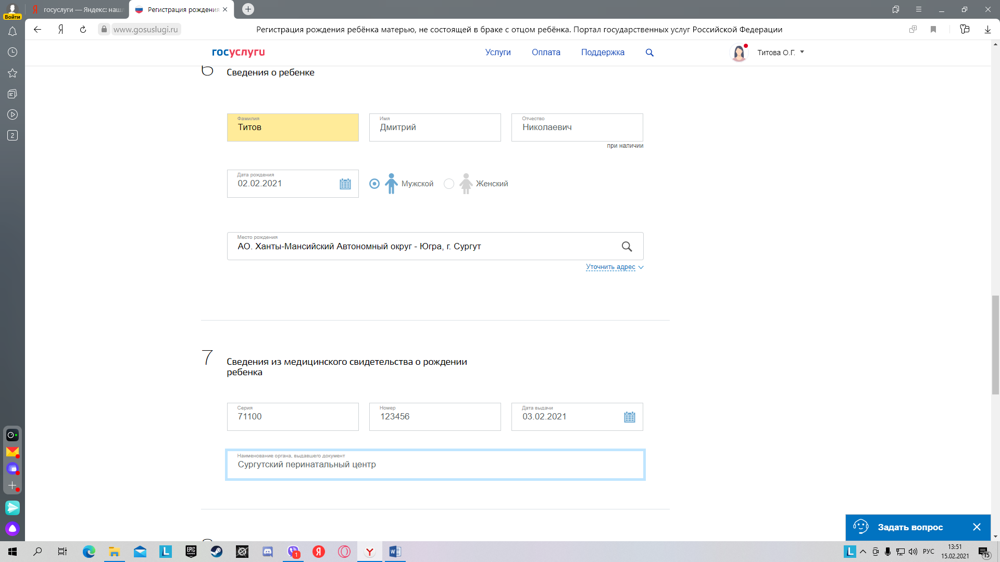 госуслуги — Яндекс: наш
Регистрация рождения
Войти
www.gosuslugi.ru
Регистрация рождения ребёнка матерью, не состоящей в браке с отцом ребёнка. Портал государственных услуг Российской Федерации
госуслуги
Услуги
Оплата
Поддержка
Титова О.Г.
6
Сведения о ребенке
2
Фамилия
Имя
Отчество
Титов
Дмитрий
Николаевич
при наличии
Дата рождения
02.02.2021
Мужской
Женский
Место рождения
АО. Ханты-Мансийский Автономный округ - Югра, г. Сургут
Уточнить адрес
7
Сведения из медицинского свидетельства о рождении
ребенка
Серия
Номер
Дата выдачи
71100
123456
03.02.2021
Наименование органа, выдавшего документ
Сургутский перинатальный центр
Задать вопрос
EPIC
GAMES
1
РУС
13:51
15.02.2021
15